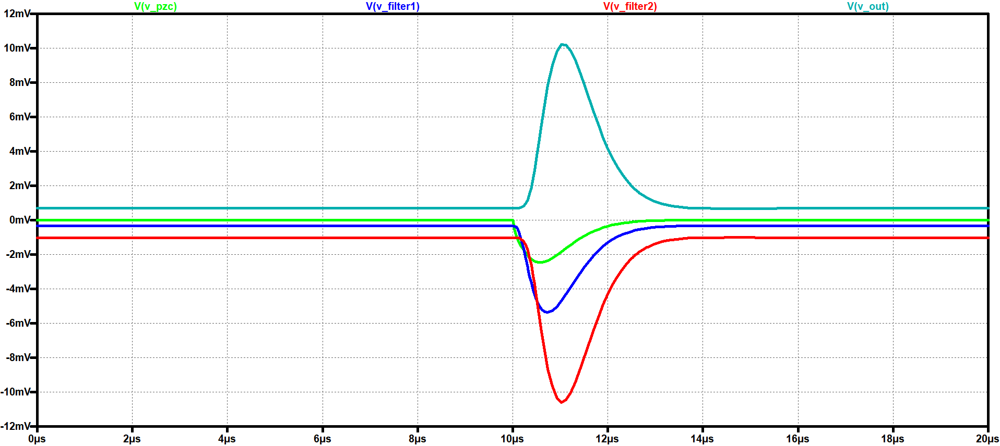 V(v_pzc) V(v_filter1) V(v_filter2) V(v_out)
12mV
10mV
8mV
6mV
4mV
2mV
0mV
-2mV
-4mV
-6mV
-8mV
-10mV
-12mV
0µs 2µs 4µs 6µs 8µs 10µs 12µs 14µs 16µs 18µs 20µs